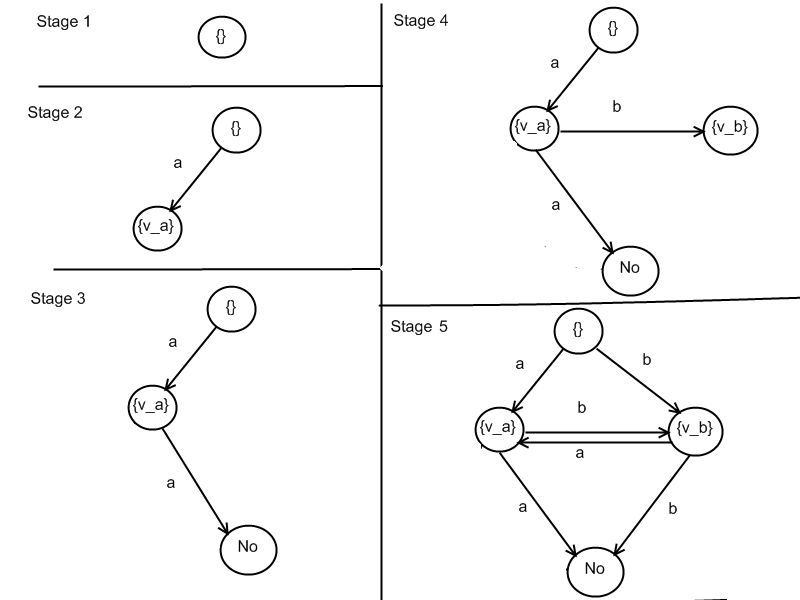 Stage 1
{}
Stage 2
{}
a
{v_a}
Stage 3
{}
a
{v_a}
a
No
Stage 4
{}
a
b
{v_a}
{v_b}
a
No
Stage 5
{}
a
b
{v_a}
b
{v_b}
a
a
b
No